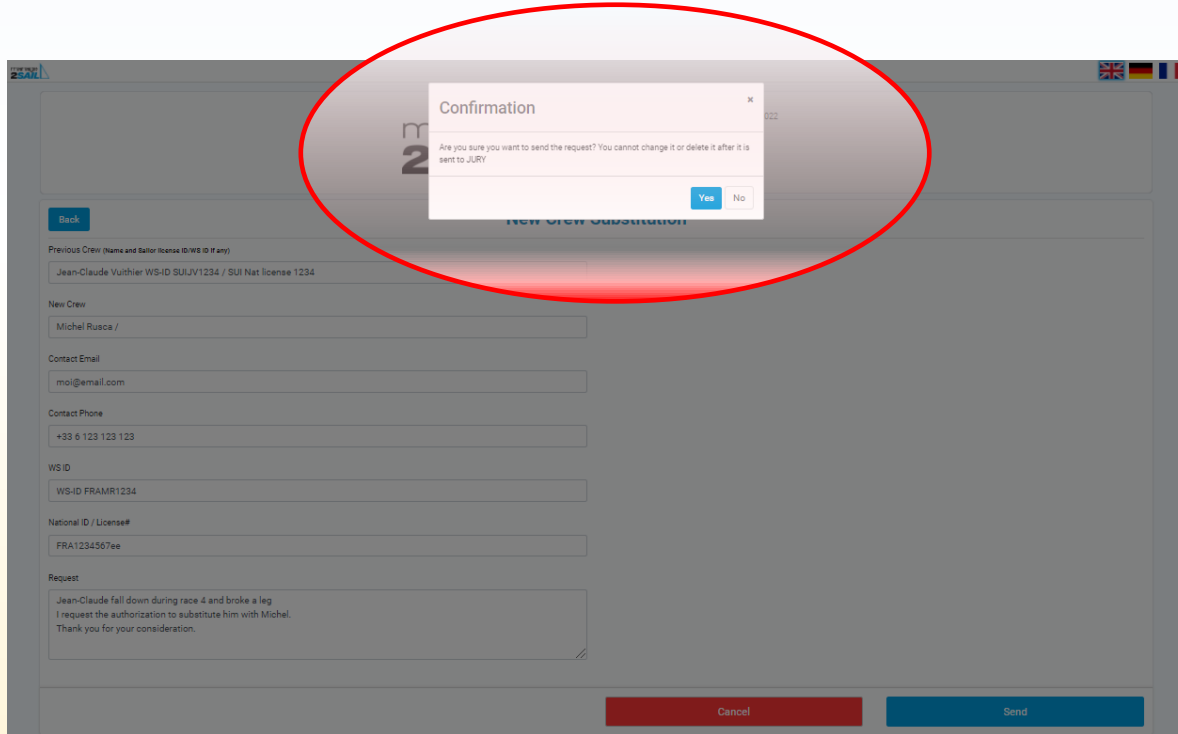 manage
2SAIL
Confirmation
×
022
m
2
Are you sure you want to send the request? You cannot change it or delete it after it is
sent to JURY
Yes No
Back
New Crew Substitution
Previous Crew (Name and Sailor license ID/WS ID if any)
Jean-Claude Vuithier WS-ID SUIJV1234 / SUI Nat license 1234
New Crew
Michel Rusca /
Contact Email
moi@email.com
Contact Phone
+33 6 123 123 123
WS ID
WS-ID FRAMR1234
National ID / License#
FRA1234567ee
Request
Jean-Claude fall down during race 4 and broke a leg
I request the authorization to substitute him with Michel.
Thank you for your consideration.
Cancel Send